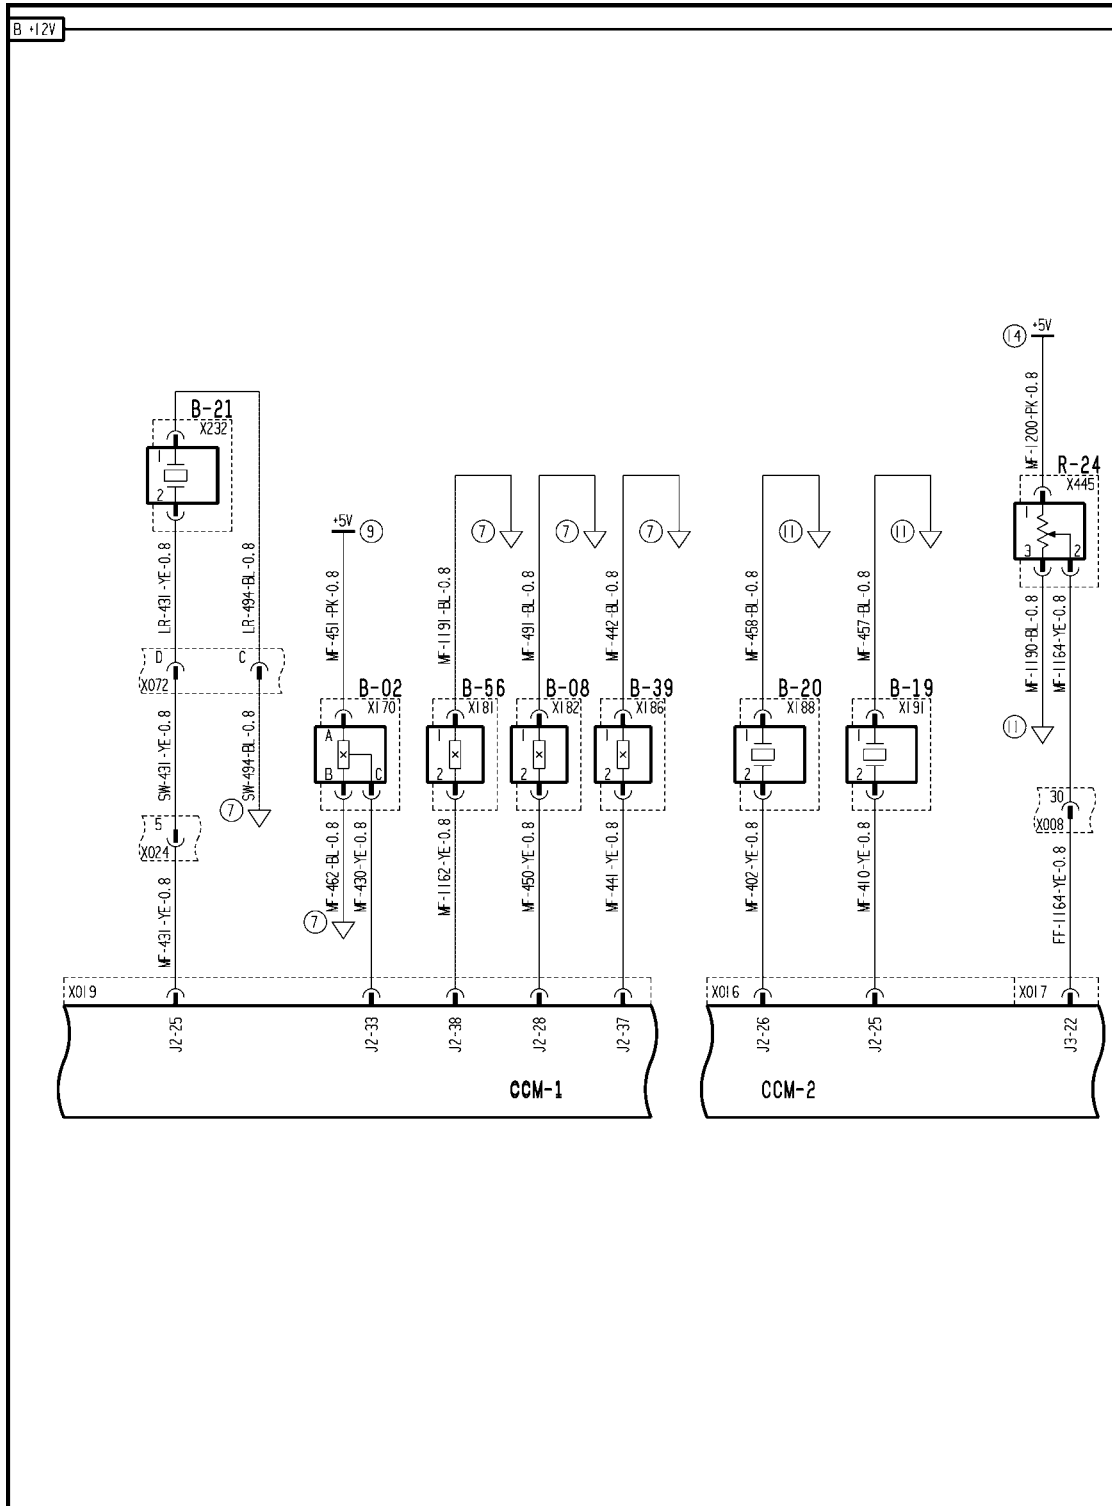 B +12V
14
+5V
MF-1200-PK-0.8
B-21
X232
1
2
R-24
X445
1
3
2
+5V
9
7
7
7
11
11
LR-431-YE-0.8
LR-494-BL-0.8
MF-451-PK-0.8
MF-1191-BL-0.8
MF-491-BL-0.8
MF-442-BL-0.8
MF-458-BL-0.8
MF-457-BL-0.8
MF-1190-BL-0.8
MF-1164-YE-0.8
D
C
X072
B-02
X170
B-56
X181
B-08
X182
B-39
X186
B-20
X188
B-19
X191
A
B
C
1
2
1
2
1
2
1
2
1
2
11
SW-431-YE-0.8
SW-494-BL-0.8
7
5
X024
30
X008
MF-462-BL-0.8
MF-430-YE-0.8
MF-1162-YE-0.8
MF-450-YE-0.8
MF-441-YE-0.8
MF-402-YE-0.8
MF-410-YE-0.8
7
MF-431-YE-0.8
FF-1164-YE-0.8
X019
X016
X017
J2-25
J2-33
J2-38
J2-28
J2-37
J2-26
J2-25
J3-22
CCM-1
CCM-2